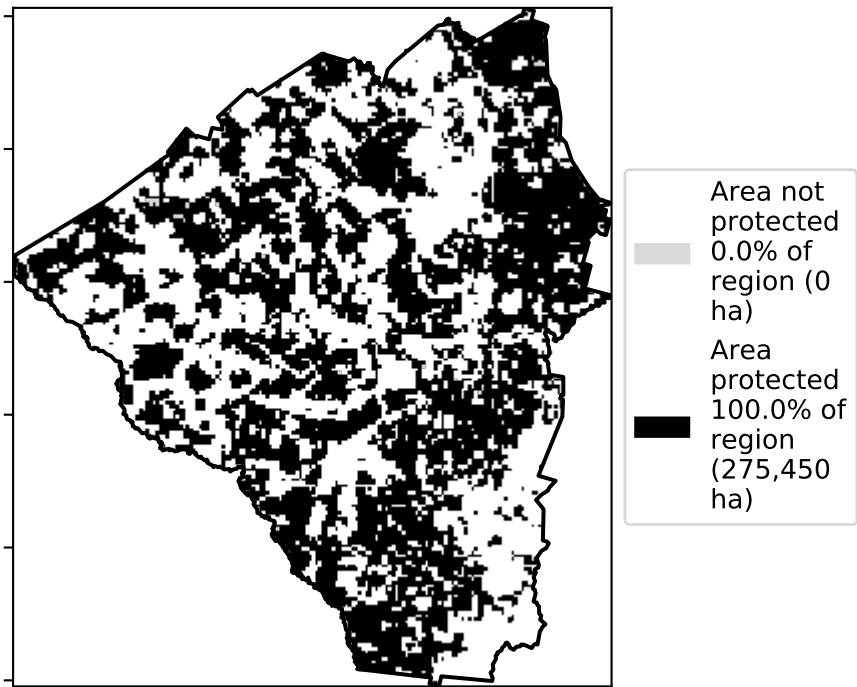 Area not
protected
0.0% of
region (0
ha)
Area
protected
100.0% of
region
(275,450
ha)